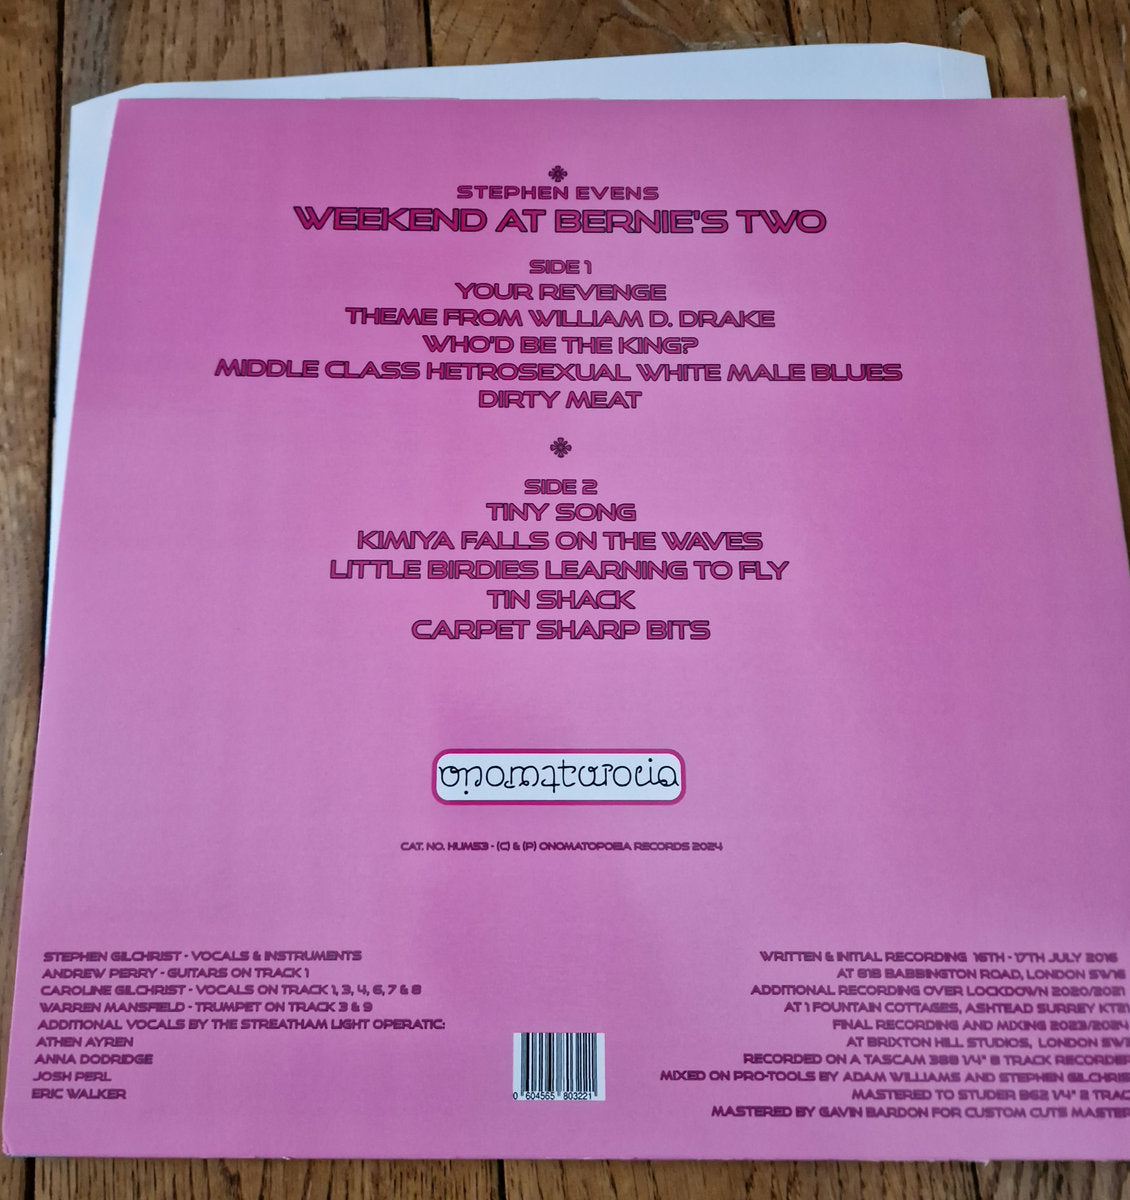 STEPHEN EVENS
WEEKEND AT BERNIE'S TWO
SIDE 1
YOUR REVENGE
THEME FROM WILLIAM D. DRAKE
WHO'D BE THE KING?
MIDDLE CLASS HETROSEXUAL WHITE MALE BLUES
DIRTY MEAT
SIDE 2
TINY SONG
KIMIYA FALLS ON THE WAVES
LITTLE BIRDIES LEARNING TO FLY
TIN SHACK
CARPET SHARP BITS
onomatopoeia
CAT. NO. HUM53 - (C) & (P) ONOMATOPOEIA RECORDS 2024
STEPHEN GILCHRIST - VOCALS & INSTRUMENTS
ANDREW PERRY - GUITARS ON TRACK 1
CAROLINE GILCHRIST - VOCALS ON TRACK 1, 3, 4, 6, 7 & 8
WARREN MANSFIELD - TRUMPET ON TRACK 3 & 9
ADDITIONAL VOCALS BY THE STREATHAM LIGHT OPERATIC:
ATHEN AYREN
ANNA DODRIDGE
JOSH PERL
ERIC WALKER
0 604565 803221
WRITTEN & INITIAL RECORDING 16TH - 17TH JULY 2016
AT 61B BABBINGTON ROAD, LONDON SW16
ADDITIONAL RECORDING OVER LOCKDOWN 2020/2021
AT 1 FOUNTAIN COTTAGES, ASHTEAD SURREY KT21
FINAL RECORDING AND MIXING 2023/2024
AT BRIXTON HILL STUDIOS, LONDON
RECORDED ON A TASCAM 388 1/4" 8 TRACK RECORDER
MIXED ON PRO-TOOLS BY ADAM WILLIAMS AND STEPHEN GILCHRIS
MASTERED TO STUDER B62 1/4" 2 TRAC
MASTERED BY GAVIN BARDON FOR CUSTOM CUTS MASTER